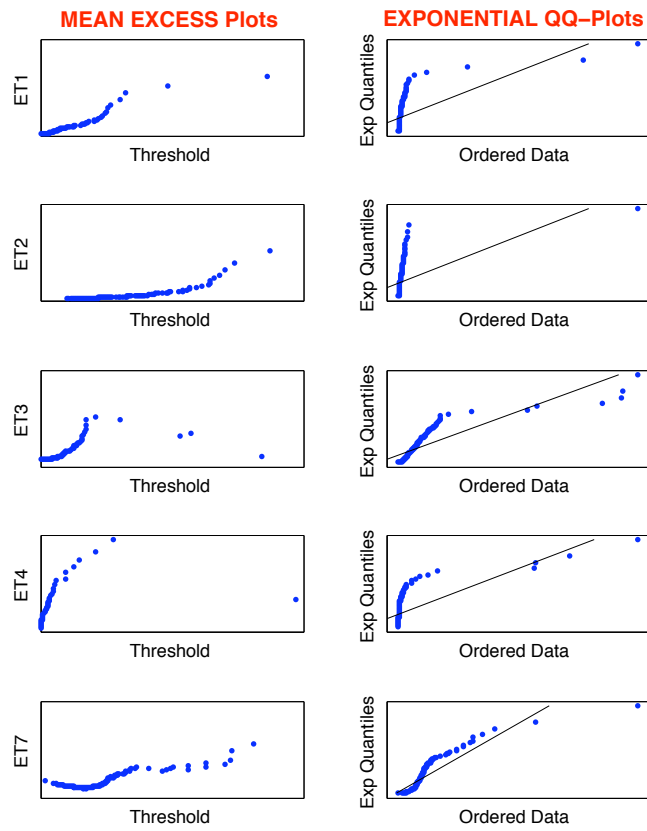 MEAN EXCESS Plots
EXPONENTIAL QQ−Plots
ET1
Threshold
Exp Quantiles
Ordered Data
ET2
Threshold
Exp Quantiles
Ordered Data
ET3
Threshold
Exp Quantiles
Ordered Data
ET4
Threshold
Exp Quantiles
Ordered Data
ET7
Threshold
Exp Quantiles
Ordered Data